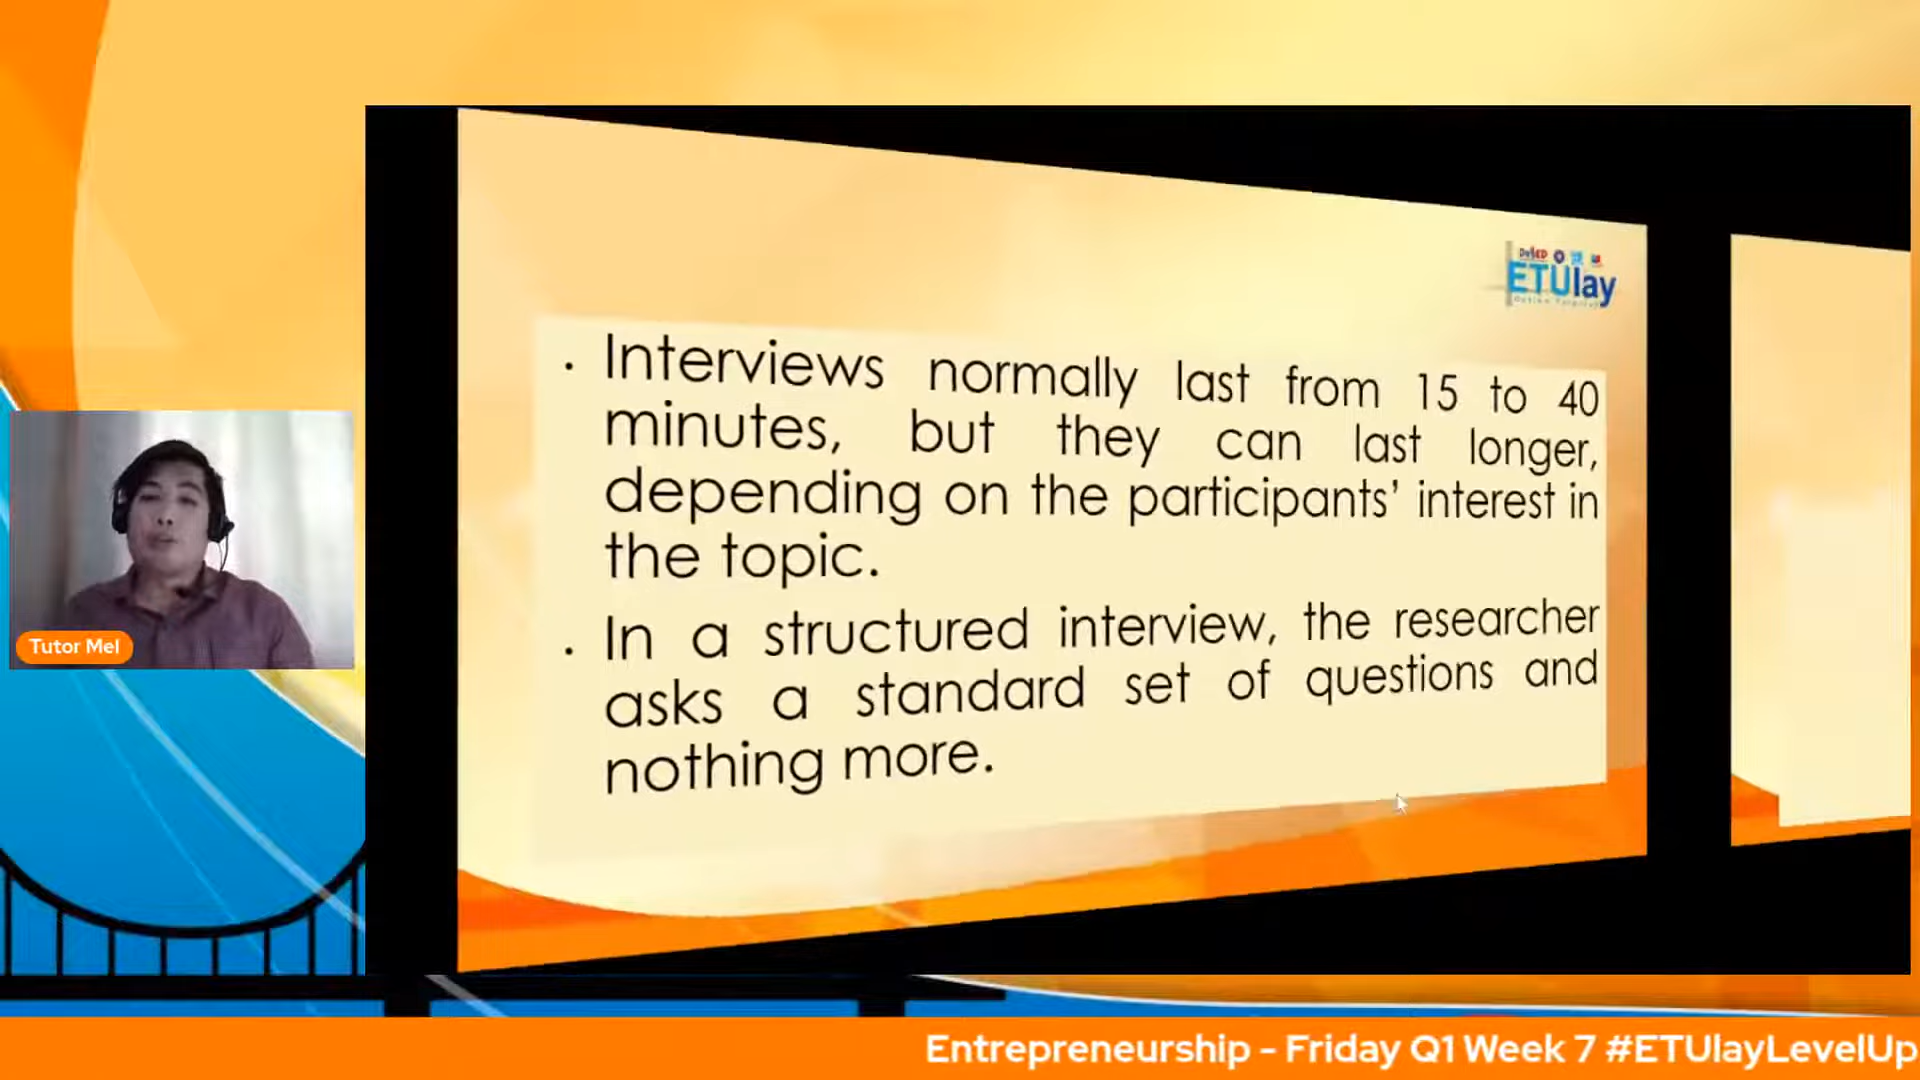 DepED
ETUlay
• Interviews normally last from 15 to 40
minutes, but they can last longer,
depending on the participants' interest in
the topic.
• In a structured interview, the researcher
asks a standard set of questions and
nothing more.
Tutor Mel
Entrepreneurship - Friday Q1 Week 7 #ETUlayLevelUp